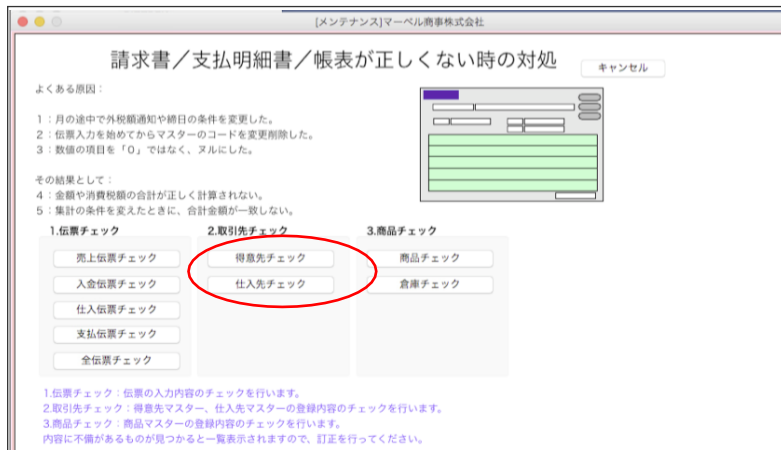 [メンテナンス]マーベル商事株式会社
請求書／支払明細書／帳表が正しくない時の対処
キャンセル
よくある原因：
1：月の途中で外税額通知や締日の条件を変更した。
2：伝票入力を始めてからマスターのコードを変更削除した。
3：数値の項目を「0」ではなく、ヌルにした。
その結果として：
4：金額や消費税額の合計が正しく計算されない。
5：集計の条件を変えたときに、合計金額が一致しない。
1.伝票チェック
売上伝票チェック
入金伝票チェック
仕入伝票チェック
支払伝票チェック
全伝票チェック
2.取引先チェック
得意先チェック
仕入先チェック
3.商品チェック
商品チェック
倉庫チェック
1.伝票チェック：伝票の入力内容のチェックを行います。
2.取引先チェック：得意先マスター、仕入先マスターの登録内容のチェックを行います。
3.商品チェック：商品マスターの登録内容のチェックを行います。
内容に不備があるものが見つかると一覧表示されますので、訂正を行ってください。